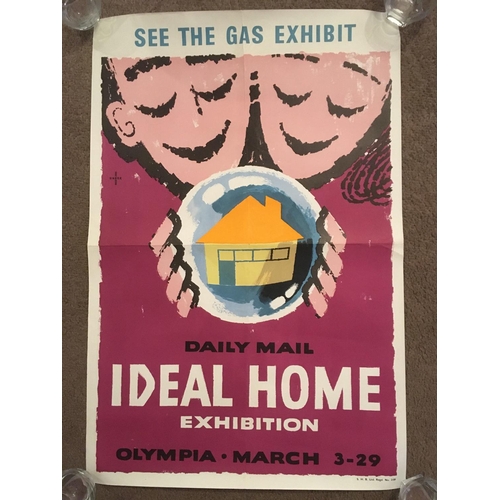 SEE THE GAS EXHIBIT
DAILY MAIL
IDEAL HOME
EXHIBITION
OLYMPIA • MARCH 3-29